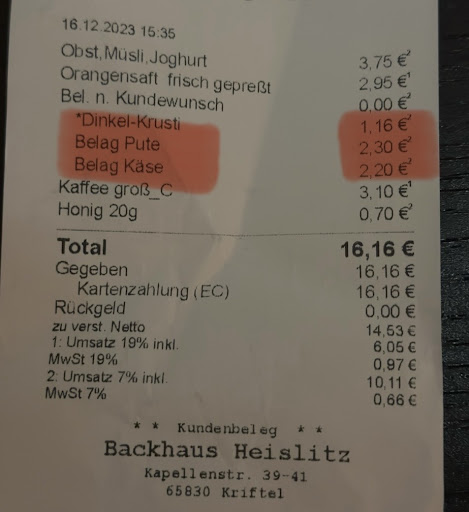 16.12.2023 15:35
Obst,Müsli,Joghurt 3,75 €²
Orangensaft frisch gepreßt 2,95 €¹
Bel. n. Kundewunsch 0,00 €²
*Dinkel-Krusti 1,16 €²
Belag Pute 2,30 €²
Belag Käse 2,20 €²
Kaffee groß_C 3,10 €¹
Honig 20g 0,70 €²
Total 16,16 €
Gegeben 16,16 €
Kartenzahlung (EC) 16,16 €
Rückgeld 0,00 €
zu verst. Netto 14,53 €
1: Umsatz 19% inkl. 6,05 €
MwSt 19% 0,97 €
2: Umsatz 7% inkl. 10,11 €
MwSt 7% 0,66 €
* * Kundenbeleg * *
Backhaus Heislitz
Kapellenstr. 39-41
65830 Kriftel